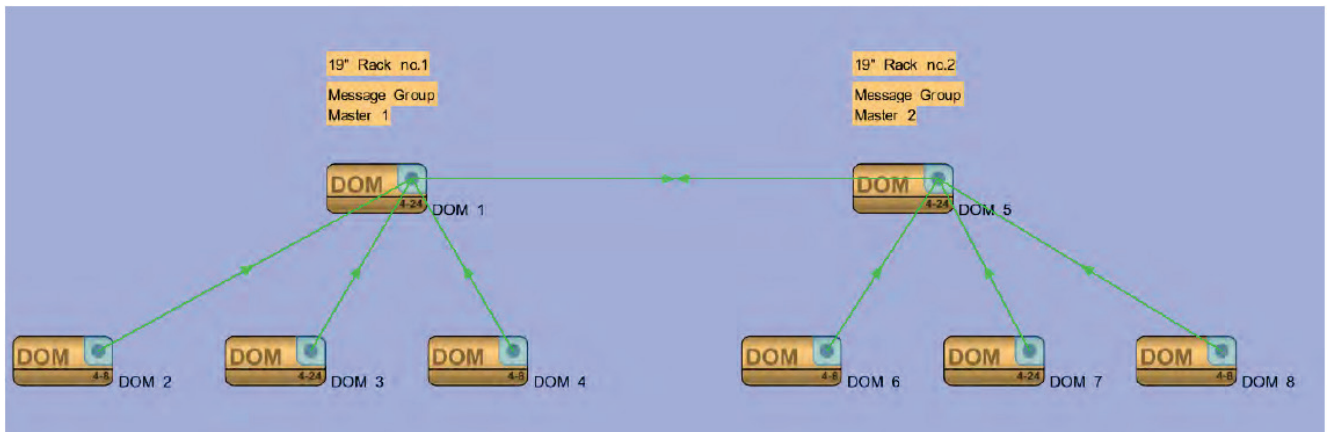 19" Rack no.1
Message Group
Master 1
19" Rack no.2
Message Group
Master 2
DOM
4-24
DOM 1
DOM
4-24
DOM 5
DOM
4-8
DOM 2
DOM
4-24
DOM 3
DOM
4-8
DOM 4
DOM
4-8
DOM 6
DOM
4-24
DOM 7
DOM
4-8
DOM 8